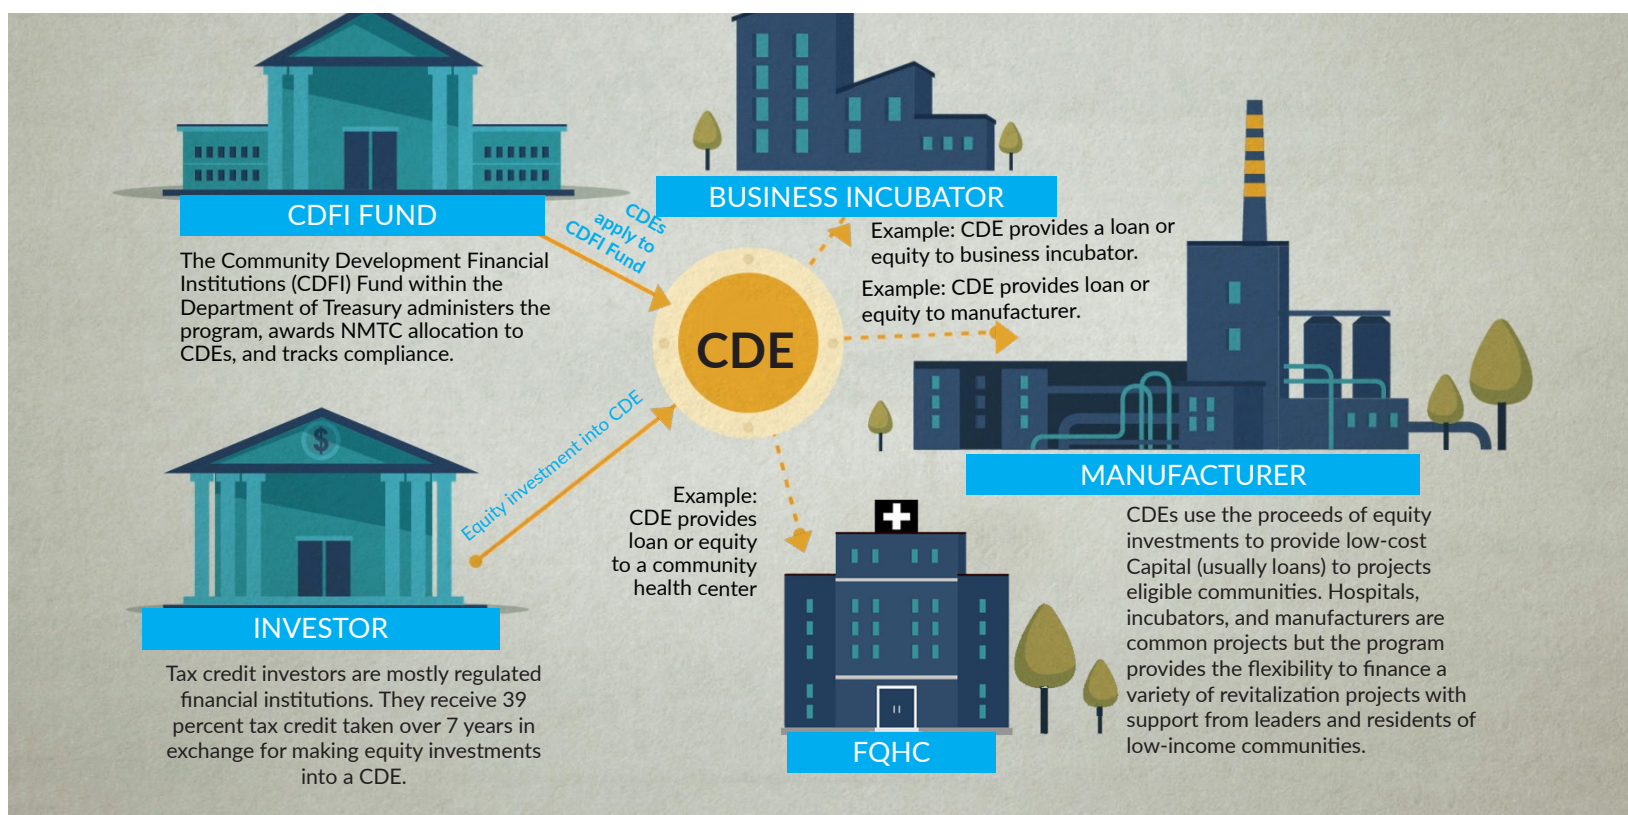 CDFI FUND
The Community Development Financial
Institutions (CDFI) Fund within the
Department of Treasury administers the
program, awards NMTC allocation to
CDEs, and tracks compliance.
CDEs
apply to
CDFI Fund
BUSINESS INCUBATOR
Example: CDE provides a loan or
equity to business incubator.
Example: CDE provides loan or
equity to manufacturer.
CDE
Equity investment into CDE
$
INVESTOR
Tax credit investors are mostly regulated
financial institutions. They receive 39
percent tax credit taken over 7 years in
exchange for making equity investments
into a CDE.
Example:
CDE provides
loan or equity
to a community
health center
FQHC
MANUFACTURER
CDEs use the proceeds of equity
investments to provide low-cost
Capital (usually loans) to projects
eligible communities. Hospitals,
incubators, and manufacturers are
common projects but the program
provides the flexibility to finance a
variety of revitalization projects with
support from leaders and residents of
low-income communities.